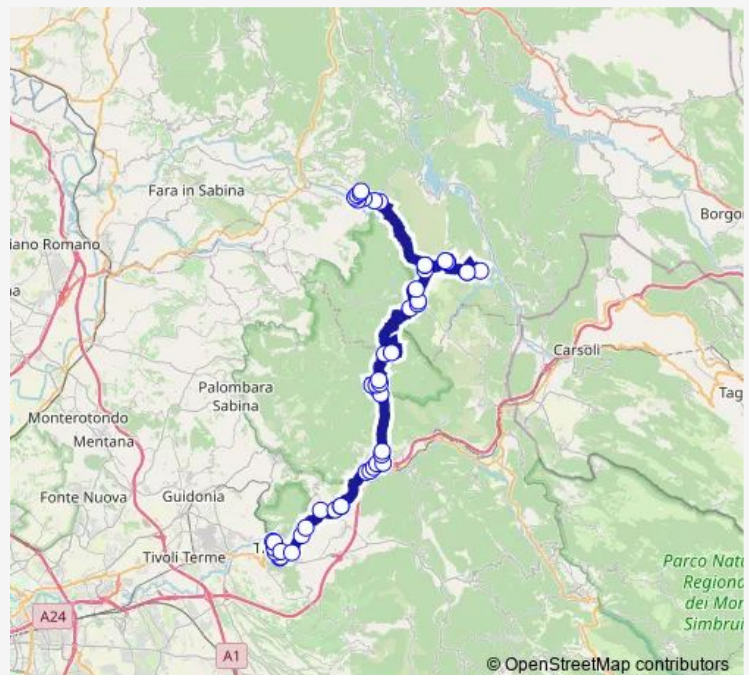 Fara in Sabina
Borgo
iano Romano
a
Carsoli
Palombara
Sabina
Tag
Monterotondo
Mentana
Fonte Nuova
Guidonia
T
Tivoli Terme
Parco Natu
Regiona
dei Mon
Simbrui
A24
A1
© OpenStreetMap contributors